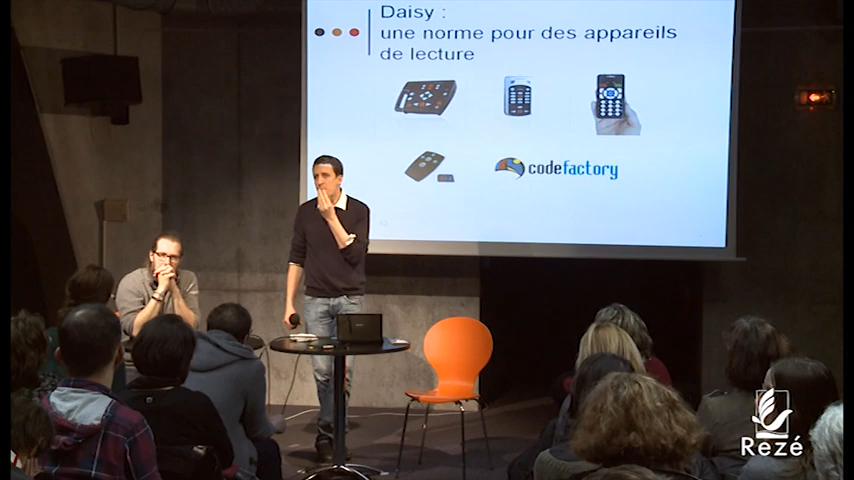 Daisy :
une norme pour des appareils
de lecture
codefactory
Rezé